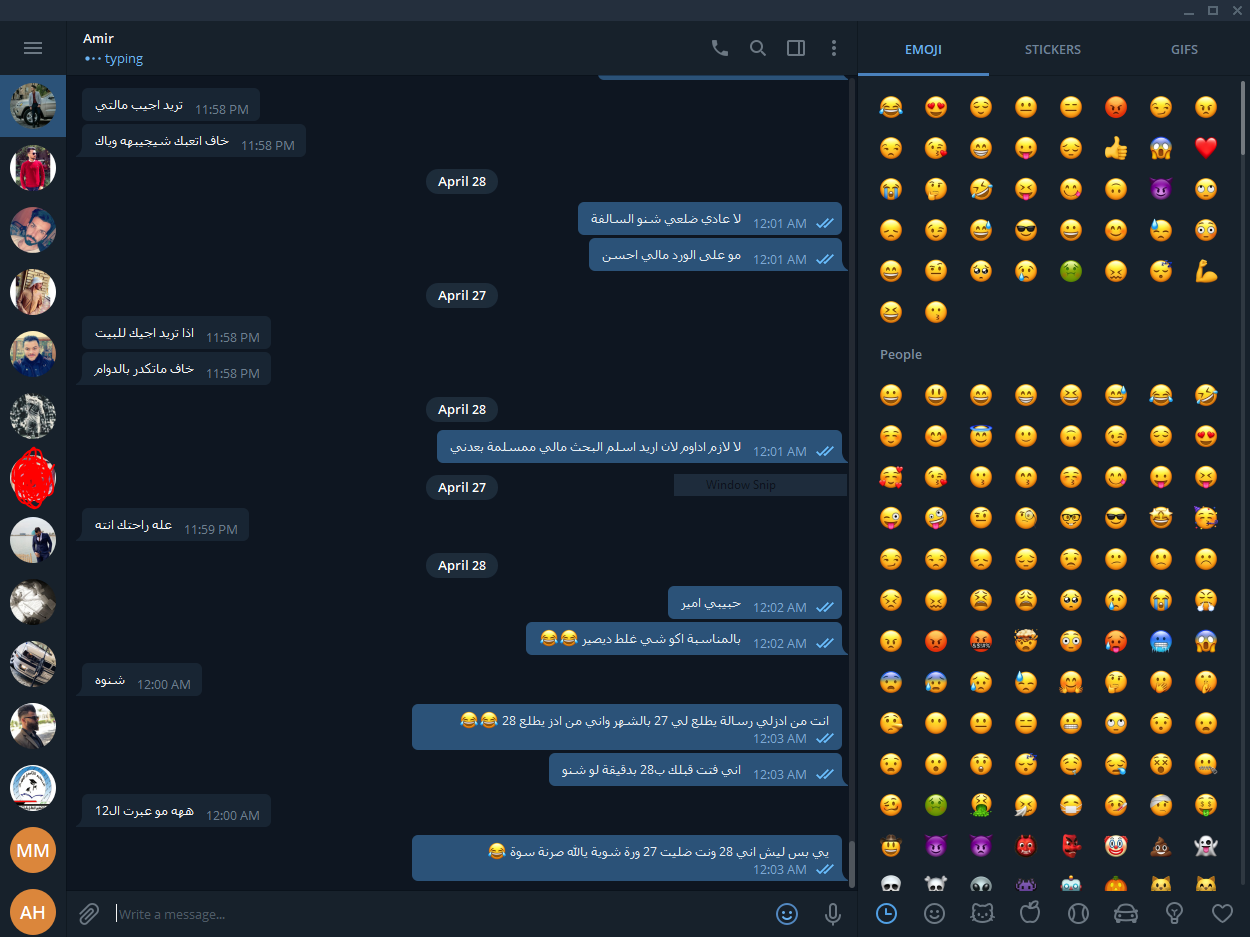 Amir
typing
EMOJI
STICKERS
GIFS
تريد اجيب مالتي 11:58 PM
خاف اتعبك شيجيبهه وياك 11:58 PM
April 28
لا عادي ضلعي شنو السالفة 12:01 AM
مو على الورد مالي احسن 12:01 AM
April 27
اذا تريد اجيك للبيت 11:58 PM
خاف ماتكدر بالدوام 11:58 PM
April 28
لا لازم اداوم لان اريد اسلم البحث مالي ممسلمة بعدني 12:01 AM
April 27
Window Snip
عله راحتك انته 11:59 PM
April 28
حبيبي امير 12:02 AM
بالمناسبة اكو شي غلط ديصير 😂😂 12:02 AM
شنوه 12:00 AM
انت من ادزلي رسالة يطلع لي 27 بالشهر واني من ادز يطلع 28 😂😂
12:03 AM
اني فتت قبلك ب28 بدقيقة لو شنو 12:03 AM
ههه مو عبرت ال12 12:00 AM
يي بس ليش اني 28 ونت ضليت 27 ورة شوية يالله صرنة سوة 😂
12:03 AM
Write a message...
People
MM
AH